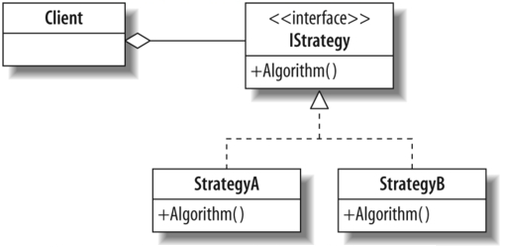 Client
<<interface>>
IStrategy
+Algorithm()
StrategyA
+Algorithm()
StrategyB
+Algorithm()